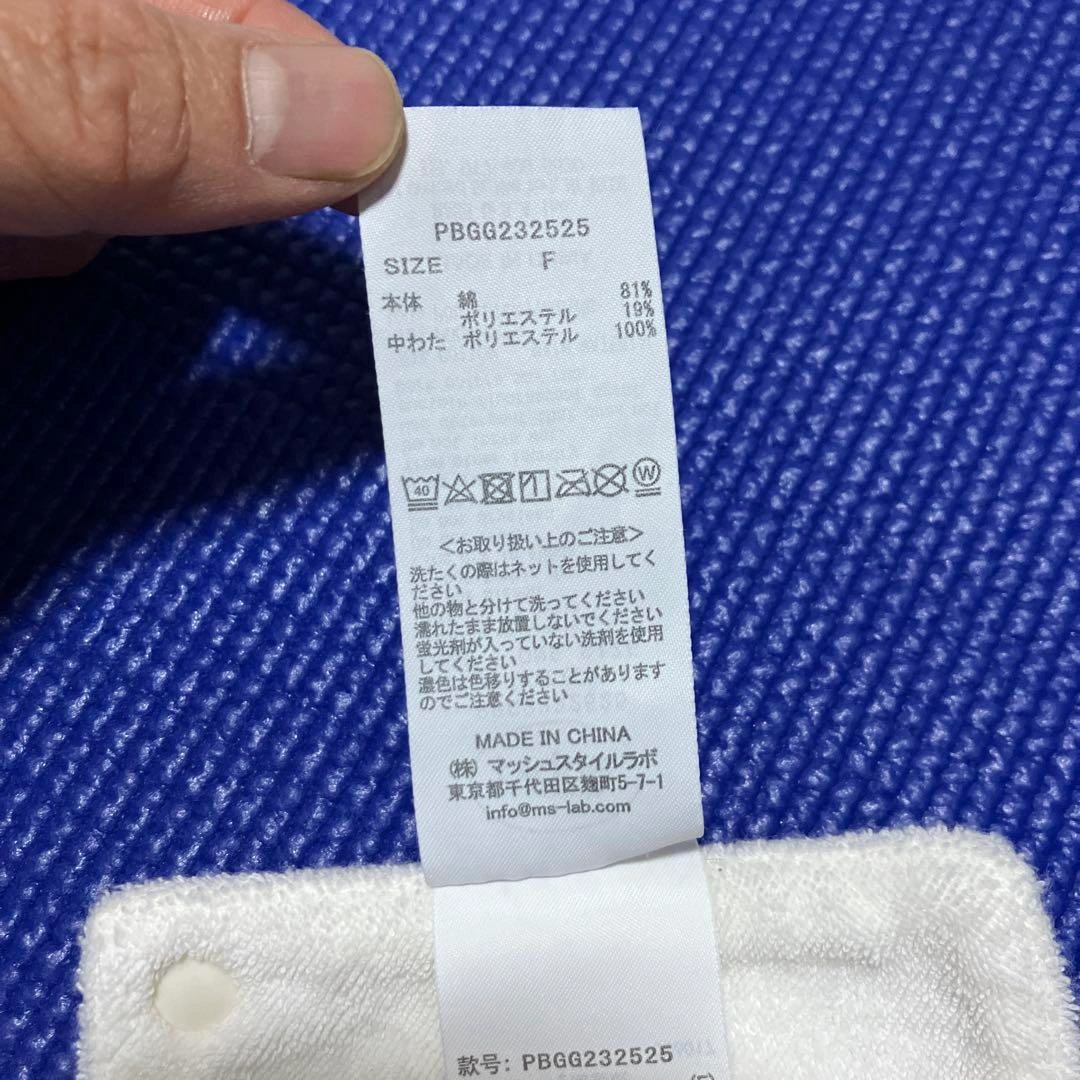 PBGG232525
SIZE F
本体 綿 81%
ポリエステル 19%
中わた ポリエステル 100%
40 W
<お取り扱い上のご注意>
洗たくの際はネットを使用してく
ださい
他の物と分けて洗ってください
濡れたまま放置しないでください
蛍光剤が入っていない洗剤を使用
してください
濃色は色移りすることがあります
のでご注意ください
MADE IN CHINA
(株) マッシュスタイルラボ
東京都千代田区麹町5-7-1
info@ms-lab.com
款号: PBGG232525